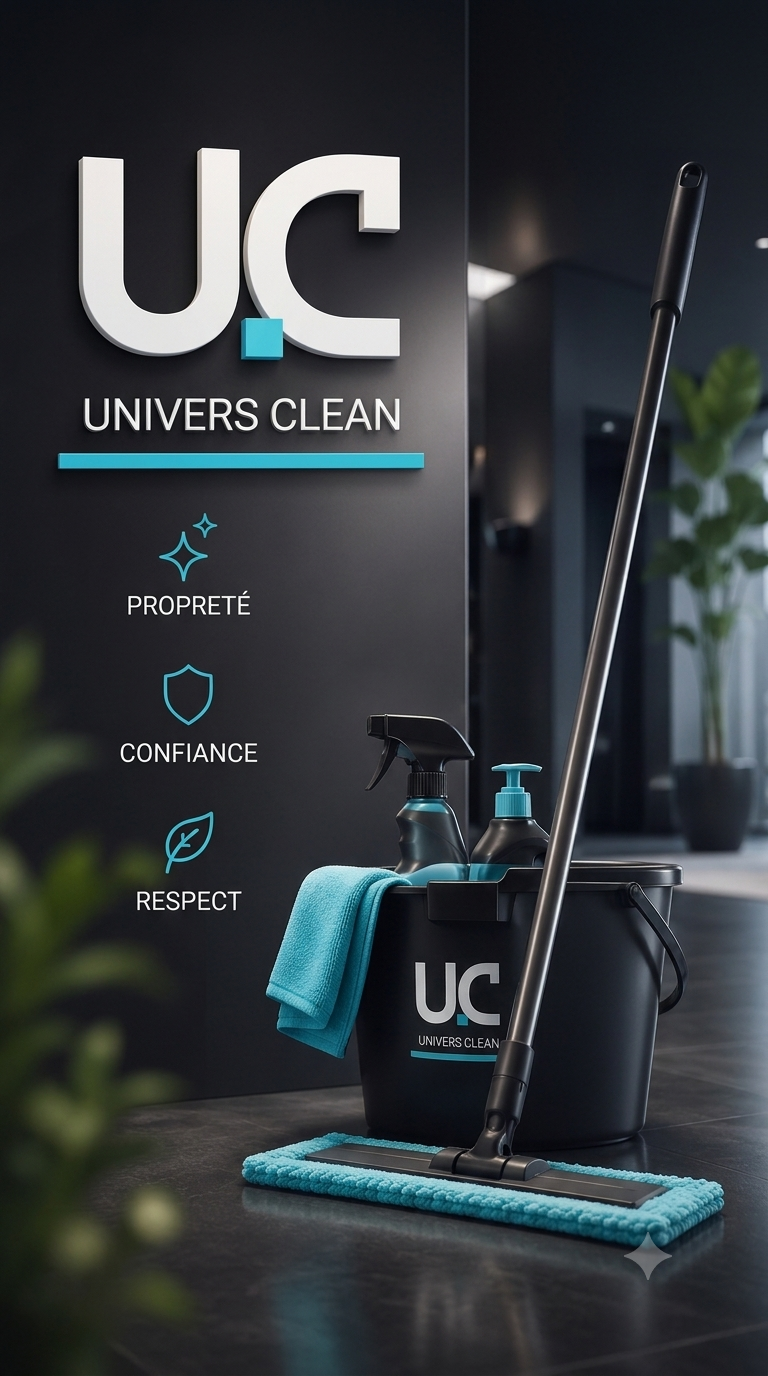 U.C
UNIVERS CLEAN
PROPRETÉ
CONFIANCE
RESPECT
U.C
UNIVERS CLEAN